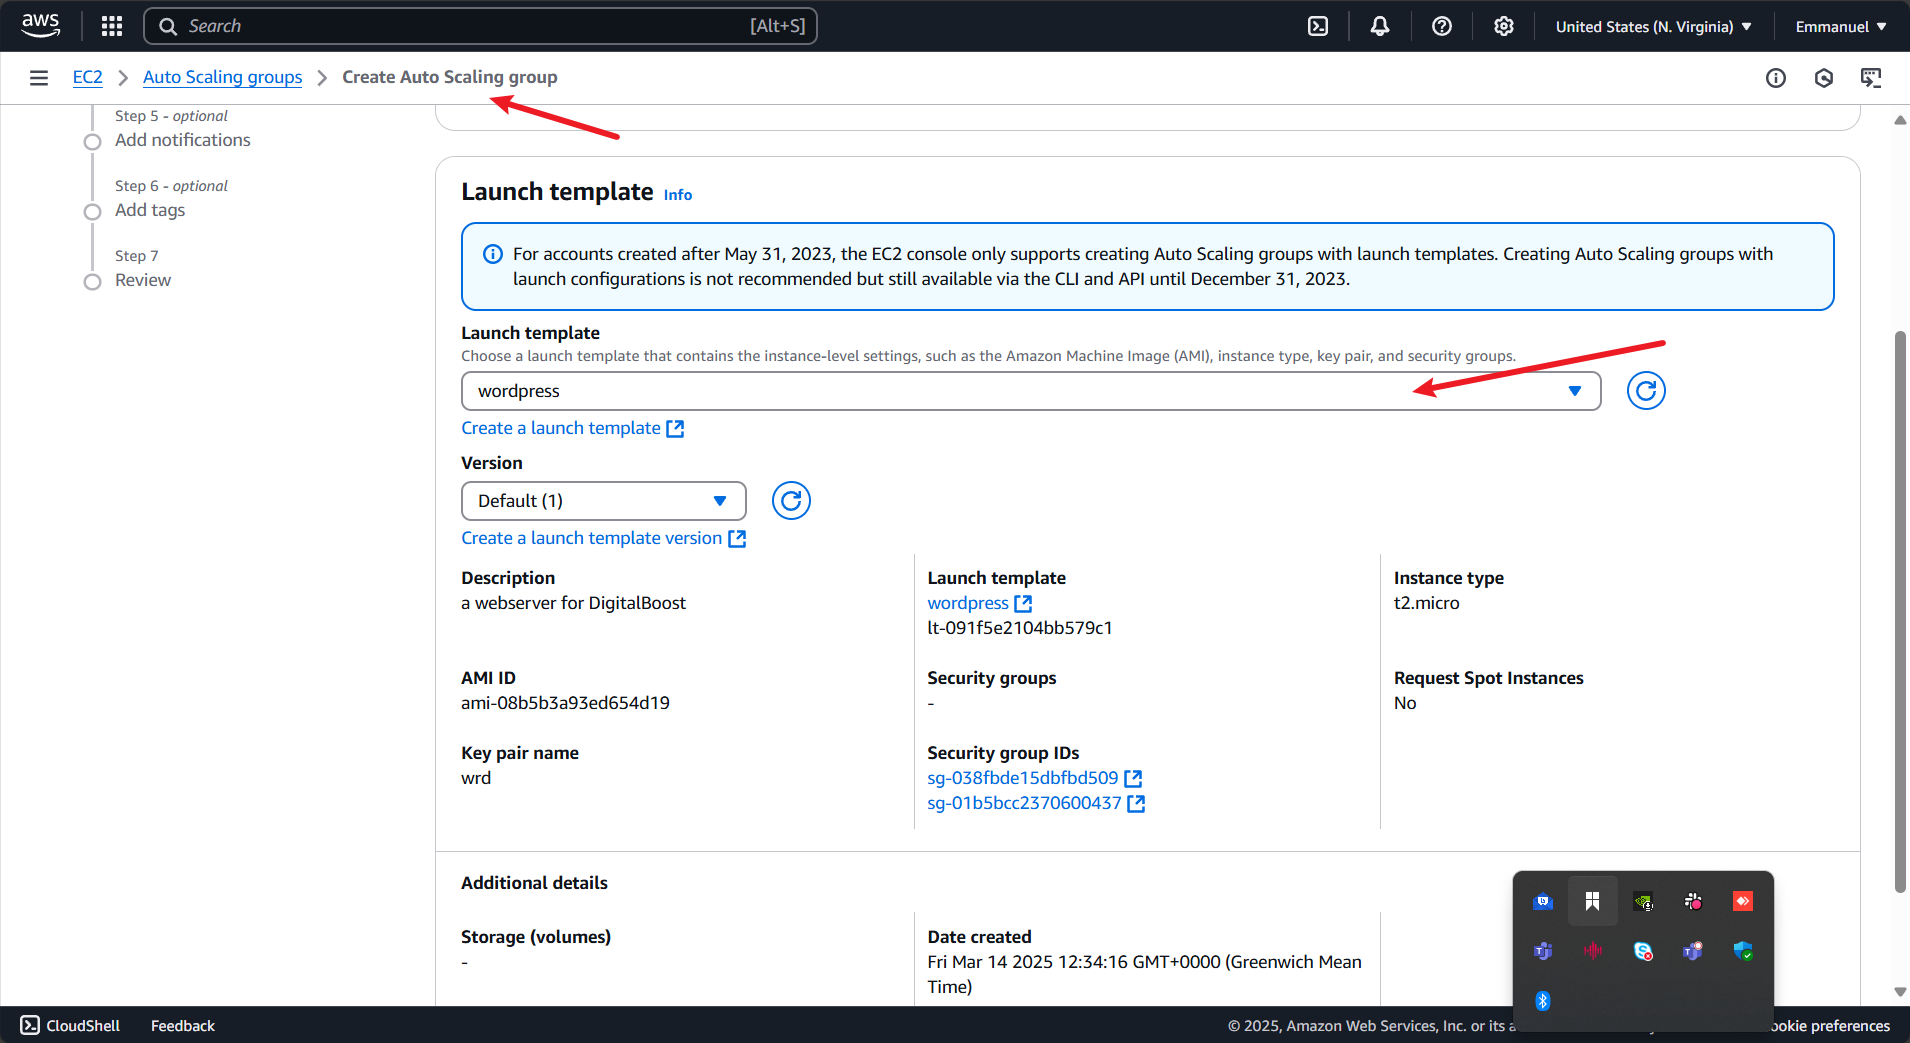 aws
Search [Alt+S]
United States (N. Virginia)
Emmanuel
EC2
Auto Scaling groups
Create Auto Scaling group
Step 5 - optional
Add notifications
Step 6 - optional
Add tags
Step 7
Review
Launch template Info
For accounts created after May 31, 2023, the EC2 console only supports creating Auto Scaling groups with launch templates. Creating Auto Scaling groups with
launch configurations is not recommended but still available via the CLI and API until December 31, 2023.
Launch template
Choose a launch template that contains the instance-level settings, such as the Amazon Machine Image (AMI), instance type, key pair, and security groups.
wordpress
Create a launch template
Version
Default (1)
Create a launch template version
Description
a webserver for DigitalBoost
Launch template
wordpress
lt-091f5e2104bb579c1
Instance type
t2.micro
AMI ID
ami-08b5b3a93ed654d19
Security groups
-
Request Spot Instances
No
Key pair name
wrd
Security group IDs
sg-038fbde15dbfbd509
sg-01b5bcc2370600437
Additional details
Storage (volumes)
-
Date created
Fri Mar 14 2025 12:34:16 GMT+0000 (Greenwich Mean
Time)
CloudShell
Feedback
© 2025, Amazon Web Services, Inc. or its a
ookie preferences